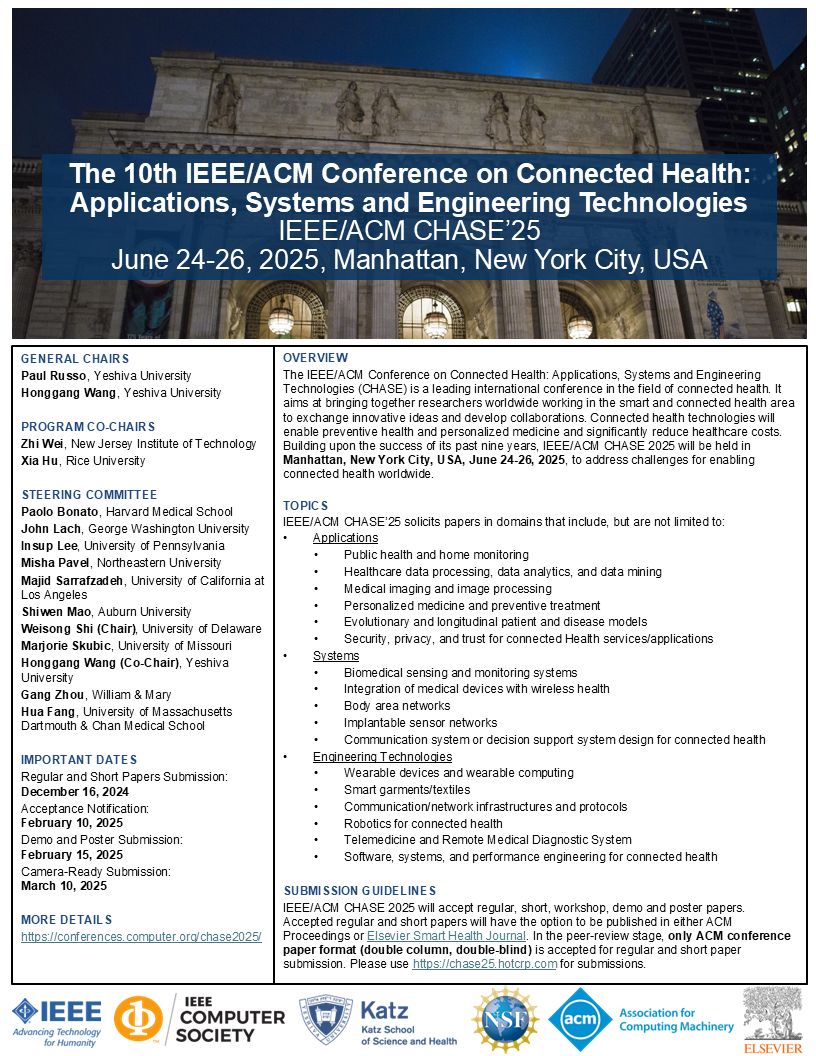 The 10th IEEE/ACM Conference on Connected Health:
Applications, Systems and Engineering Technologies
IEEE/ACM CHASE’25
June 24-26, 2025, Manhattan, New York City, USA
GENERAL CHAIRS
Paul Russo, Yeshiva University
Honggang Wang, Yeshiva University
PROGRAM CO-CHAIRS
Zhi Wei, New Jersey Institute of Technology
Xia Hu, Rice University
STEERING COMMITTEE
Paolo Bonato, Harvard Medical School
John Lach, George Washington University
Insup Lee, University of Pennsylvania
Misha Pavel, Northeastern University
Majid Sarrafzadeh, University of California at
Los Angeles
Shiwen Mao, Auburn University
Weisong Shi (Chair), University of Delaware
Marjorie Skubic, University of Missouri
Honggang Wang (Co-Chair), Yeshiva
University
Gang Zhou, William & Mary
Hua Fang, University of Massachusetts
Dartmouth & Chan Medical School
IMPORTANT DATES
Regular and Short Papers Submission:
December 16, 2024
Acceptance Notification:
February 10, 2025
Demo and Poster Submission:
February 15, 2025
Camera-Ready Submission:
March 10, 2025
MORE DETAILS
https://conferences.computer.org/chase2025/
OVERVIEW
The IEEE/ACM Conference on Connected Health: Applications, Systems and Engineering
Technologies (CHASE) is a leading international conference in the field of connected health. It
aims at bringing together researchers worldwide working in the smart and connected health area
to exchange innovative ideas and develop collaborations. Connected health technologies will
enable preventive health and personalized medicine and significantly reduce healthcare costs.
Building upon the success of its past nine years, IEEE/ACM CHASE 2025 will be held in
Manhattan, New York City, USA, June 24-26, 2025, to address challenges for enabling
connected health worldwide.
TOPICS
IEEE/ACM CHASE’25 solicits papers in domains that include, but are not limited to:
• Applications
• Public health and home monitoring
• Healthcare data processing, data analytics, and data mining
• Medical imaging and image processing
• Personalized medicine and preventive treatment
• Evolutionary and longitudinal patient and disease models
• Security, privacy, and trust for connected Health services/applications
• Systems
• Biomedical sensing and monitoring systems
• Integration of medical devices with wireless health
• Body area networks
• Implantable sensor networks
• Communication system or decision support system design for connected health
• Engineering Technologies
• Wearable devices and wearable computing
• Smart garments/textiles
• Communication/network infrastructures and protocols
• Robotics for connected health
• Telemedicine and Remote Medical Diagnostic System
• Software, systems, and performance engineering for connected health
SUBMISSION GUIDELINES
IEEE/ACM CHASE 2025 will accept regular, short, workshop, demo and poster papers.
Accepted regular and short papers will have the option to be published in either ACM
Proceedings or Elsevier Smart Health Journal. In the peer-review stage, only ACM conference
paper format (double column, double-blind) is accepted for regular and short paper
submission. Please use https://chase25.hotcrp.com for submissions.
IEEE
Advancing Technology
for Humanity
IEEE
COMPUTER
SOCIETY
Katz
Katz School
of Science and Health
NSF
acm
Association for
Computing Machinery
ELSEVIER